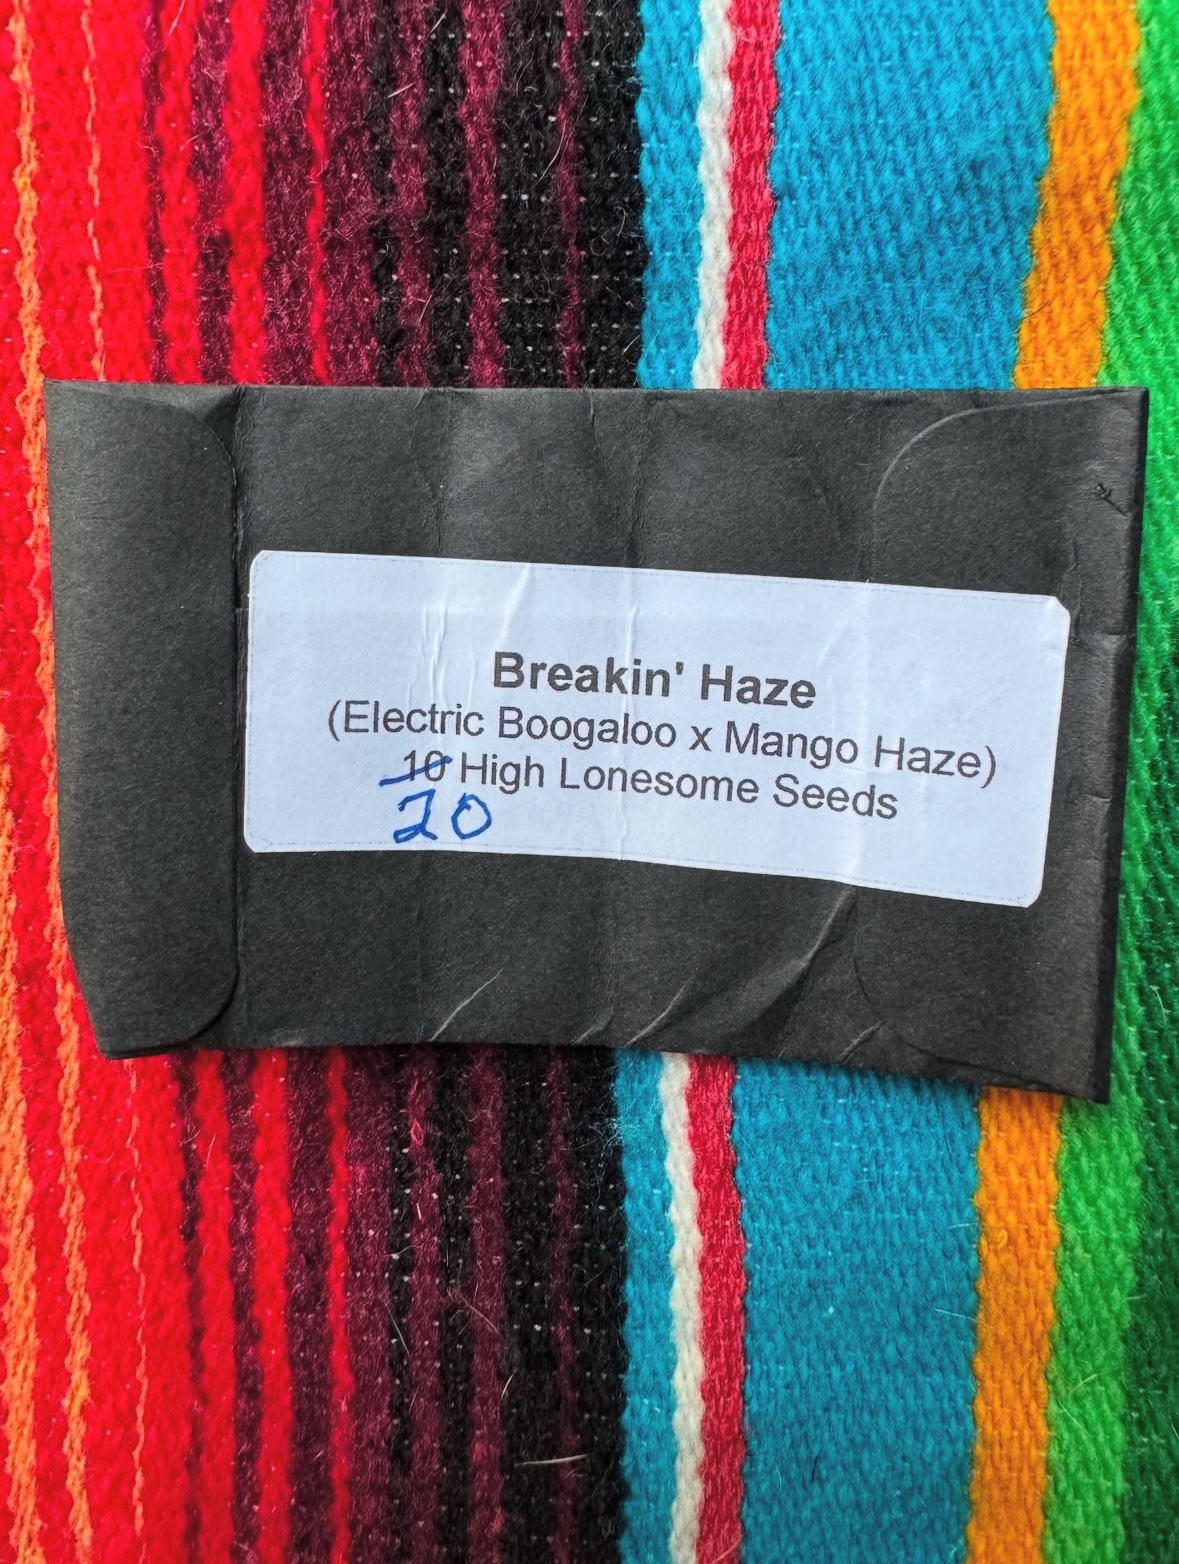 Breakin' Haze
(Electric Boogaloo x Mango Haze)
10 High Lonesome Seeds
20